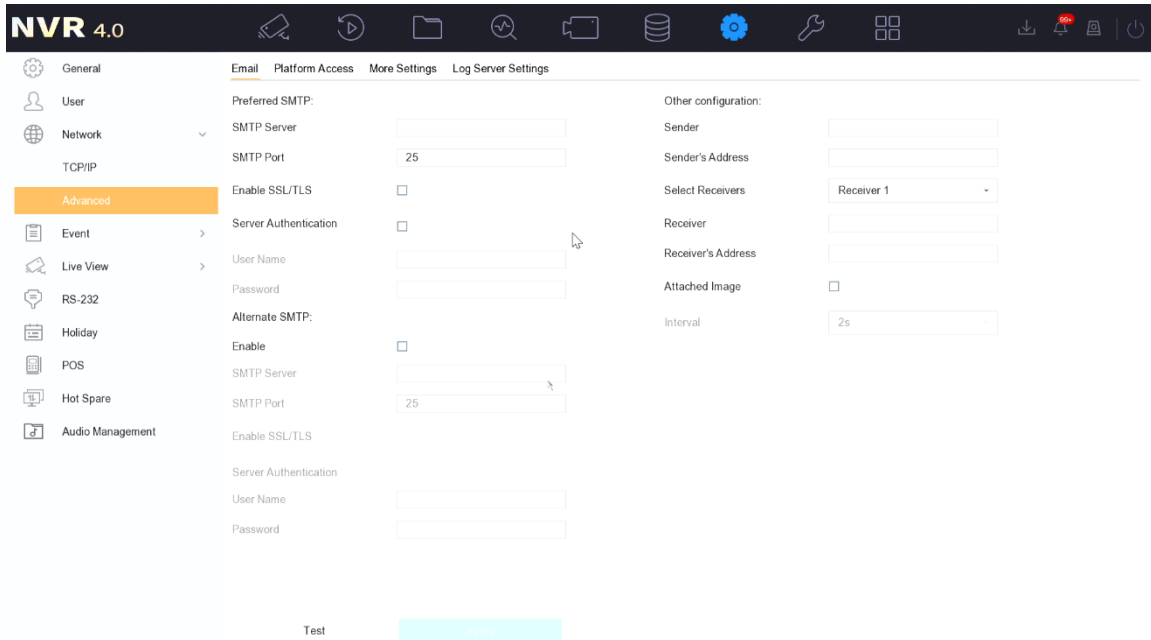 NVR 4.0
99+
General
User
Network
TCP/IP
Advanced
Event
Live View
RS-232
Holiday
POS
Hot Spare
Audio Management
Email Platform Access More Settings Log Server Settings
Preferred SMTP:
SMTP Server
SMTP Port 25
Enable SSL/TLS
Server Authentication
User Name
Password
Alternate SMTP:
Enable
SMTP Server
SMTP Port 25
Enable SSL/TLS
Server Authentication
User Name
Password
Other configuration:
Sender
Sender's Address
Select Receivers Receiver 1
Receiver
Receiver's Address
Attached Image
Interval 2s
Test